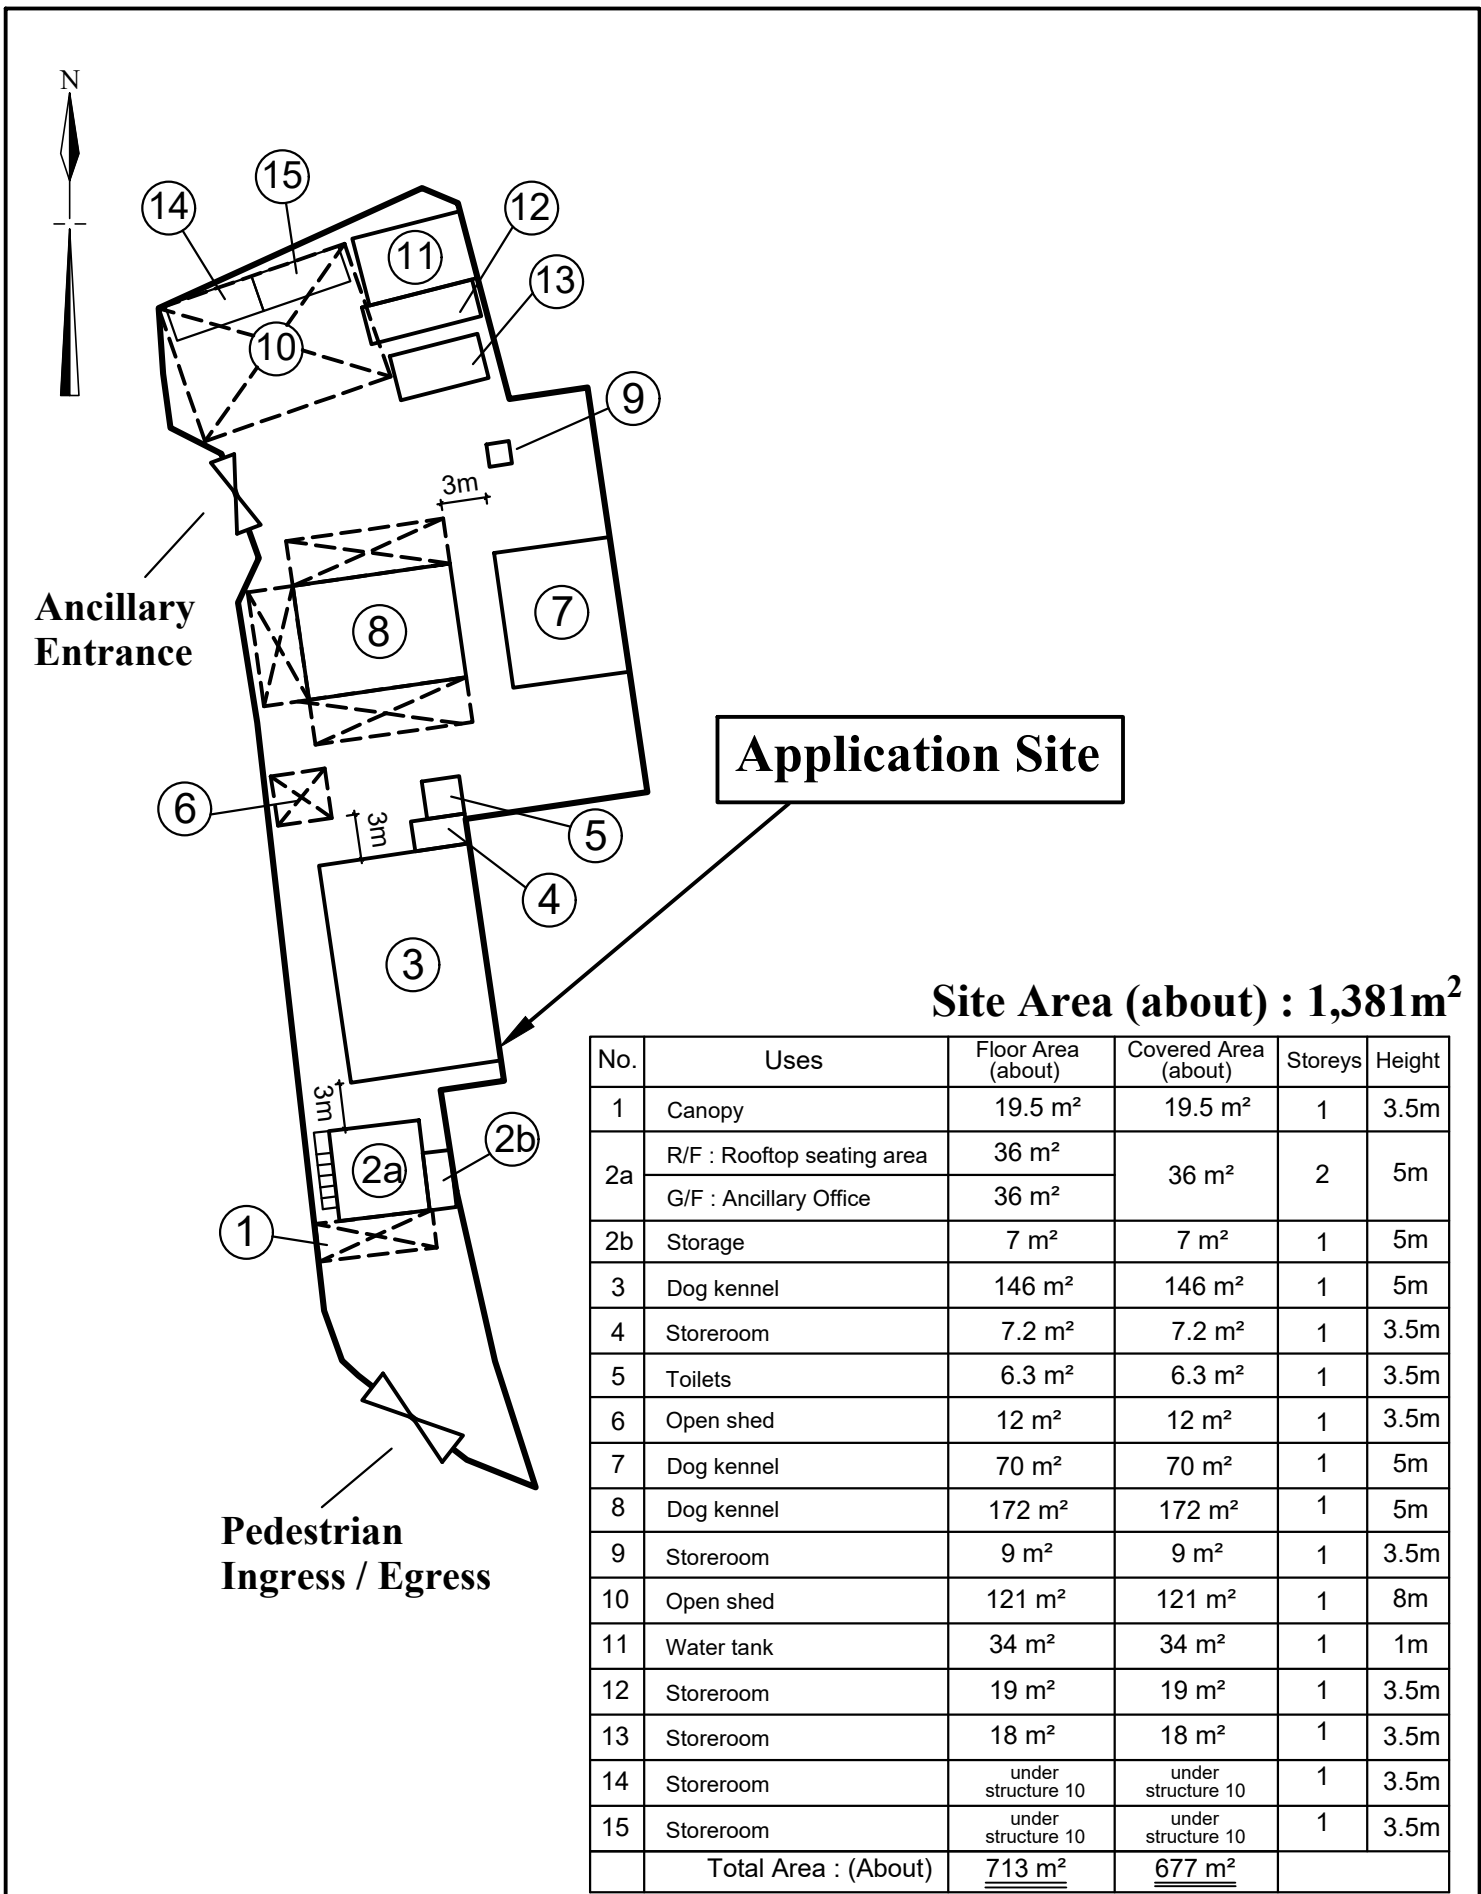 N
15
14
12
11
13
10
9
3m
Ancillary
Entrance
8
7
Application Site
6
3m
5
4
3
Site Area (about) : 1,381m²
3m
2b
2a
1
Pedestrian
Ingress / Egress
No. Uses Floor Area (about) Covered Area (about) Storeys Height
1 Canopy 19.5 m² 19.5 m² 1 3.5m
2a R/F : Rooftop seating area 36 m² 36 m² 2 5m
G/F : Ancillary Office 36 m²
2b Storage 7 m² 7 m² 1 5m
3 Dog kennel 146 m² 146 m² 1 5m
4 Storeroom 7.2 m² 7.2 m² 1 3.5m
5 Toilets 6.3 m² 6.3 m² 1 3.5m
6 Open shed 12 m² 12 m² 1 3.5m
7 Dog kennel 70 m² 70 m² 1 5m
8 Dog kennel 172 m² 172 m² 1 5m
9 Storeroom 9 m² 9 m² 1 3.5m
10 Open shed 121 m² 121 m² 1 8m
11 Water tank 34 m² 34 m² 1 1m
12 Storeroom 19 m² 19 m² 1 3.5m
13 Storeroom 18 m² 18 m² 1 3.5m
14 Storeroom under structure 10 under structure 10 1 3.5m
15 Storeroom under structure 10 under structure 10 1 3.5m
Total Area : (About) 713 m² 677 m²